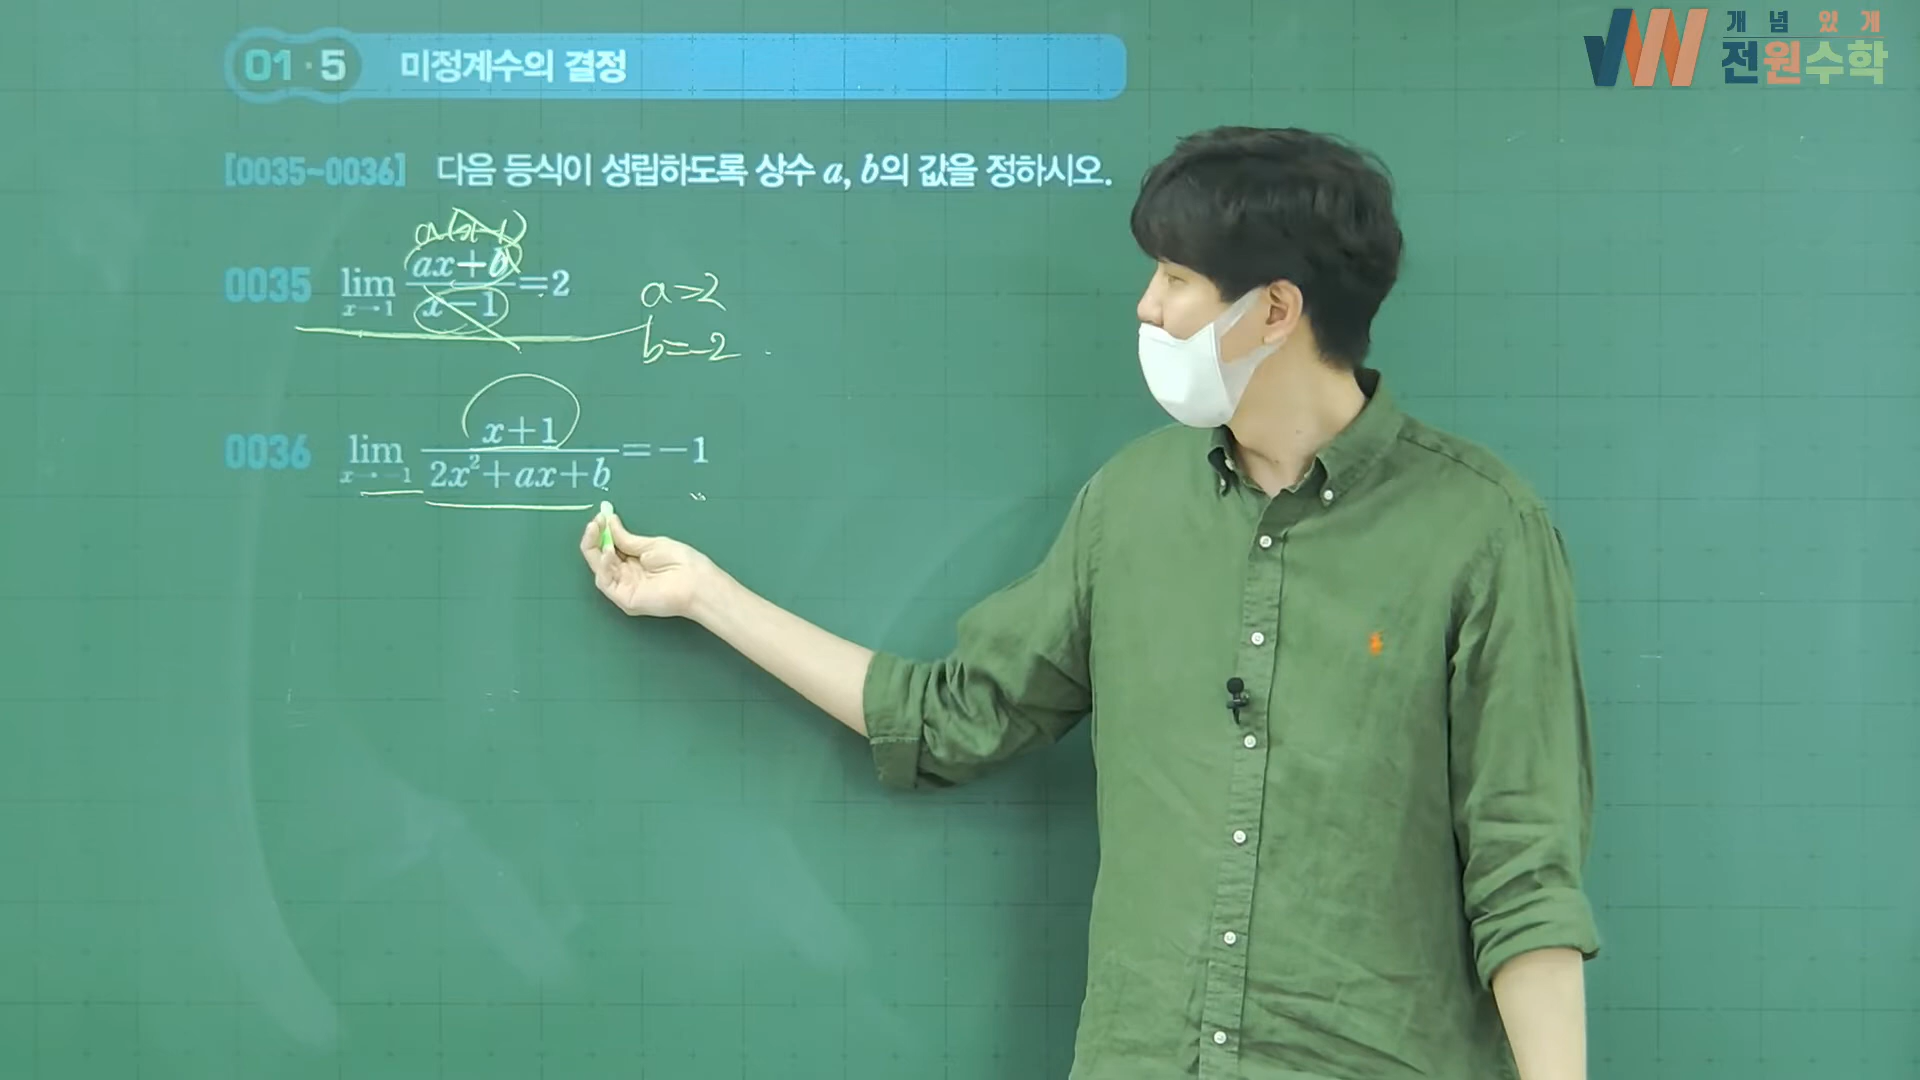 개념 있게
전원수학
01·5 미정계수의 결정
[0035~0036] 다음 등식이 성립하도록 상수 a, b의 값을 정하시오.
a(x-1)
0035 lim x→1 (ax+b)/(x-1) = 2
a=2
b=-2
0036 lim x→-1 (x+1)/(2x²+ax+b) = -1